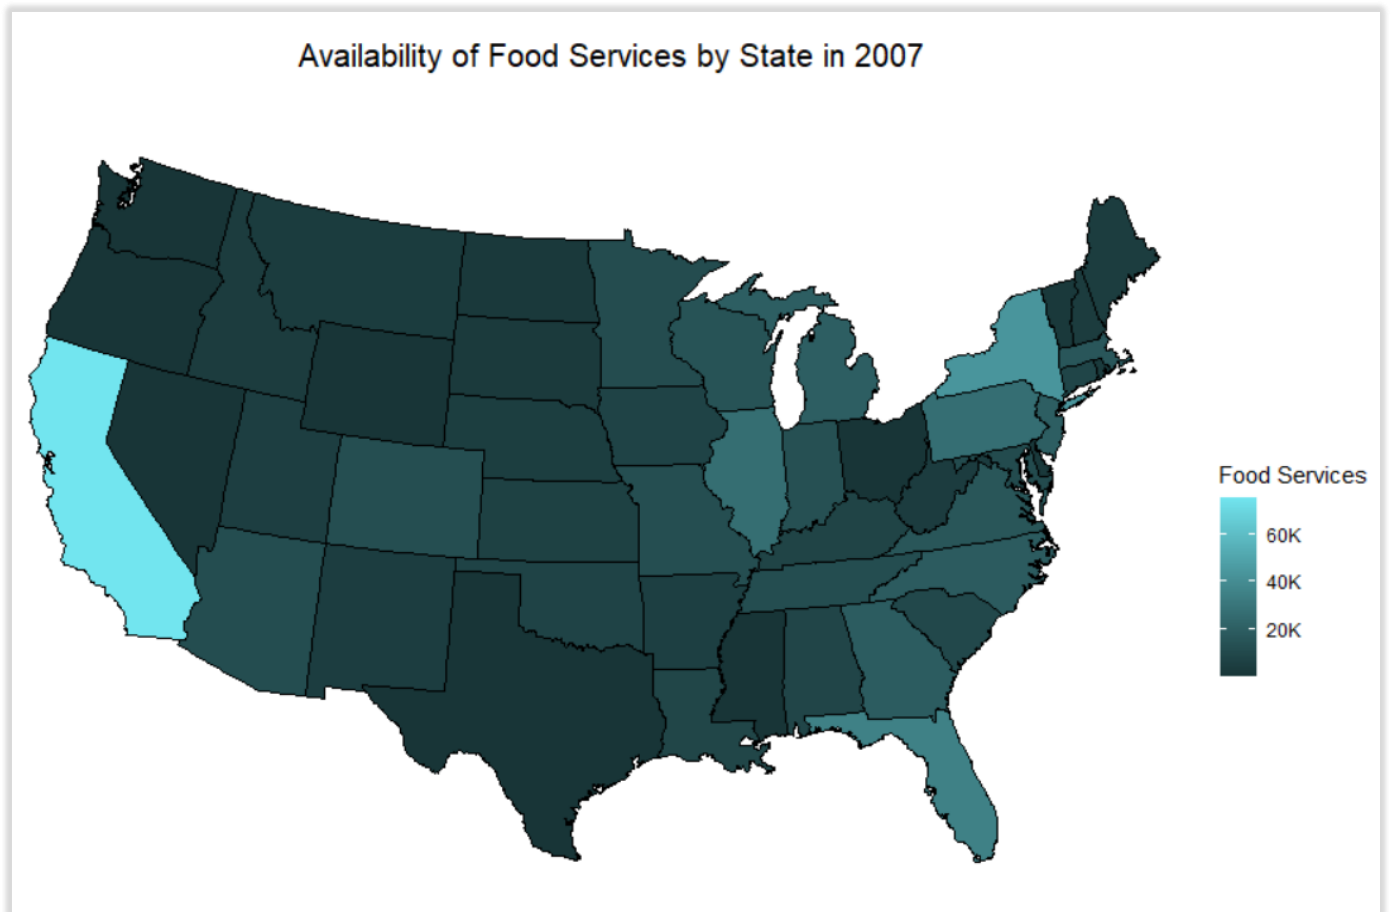 Availability of Food Services by State in 2007
Food Services
60K
40K
20K